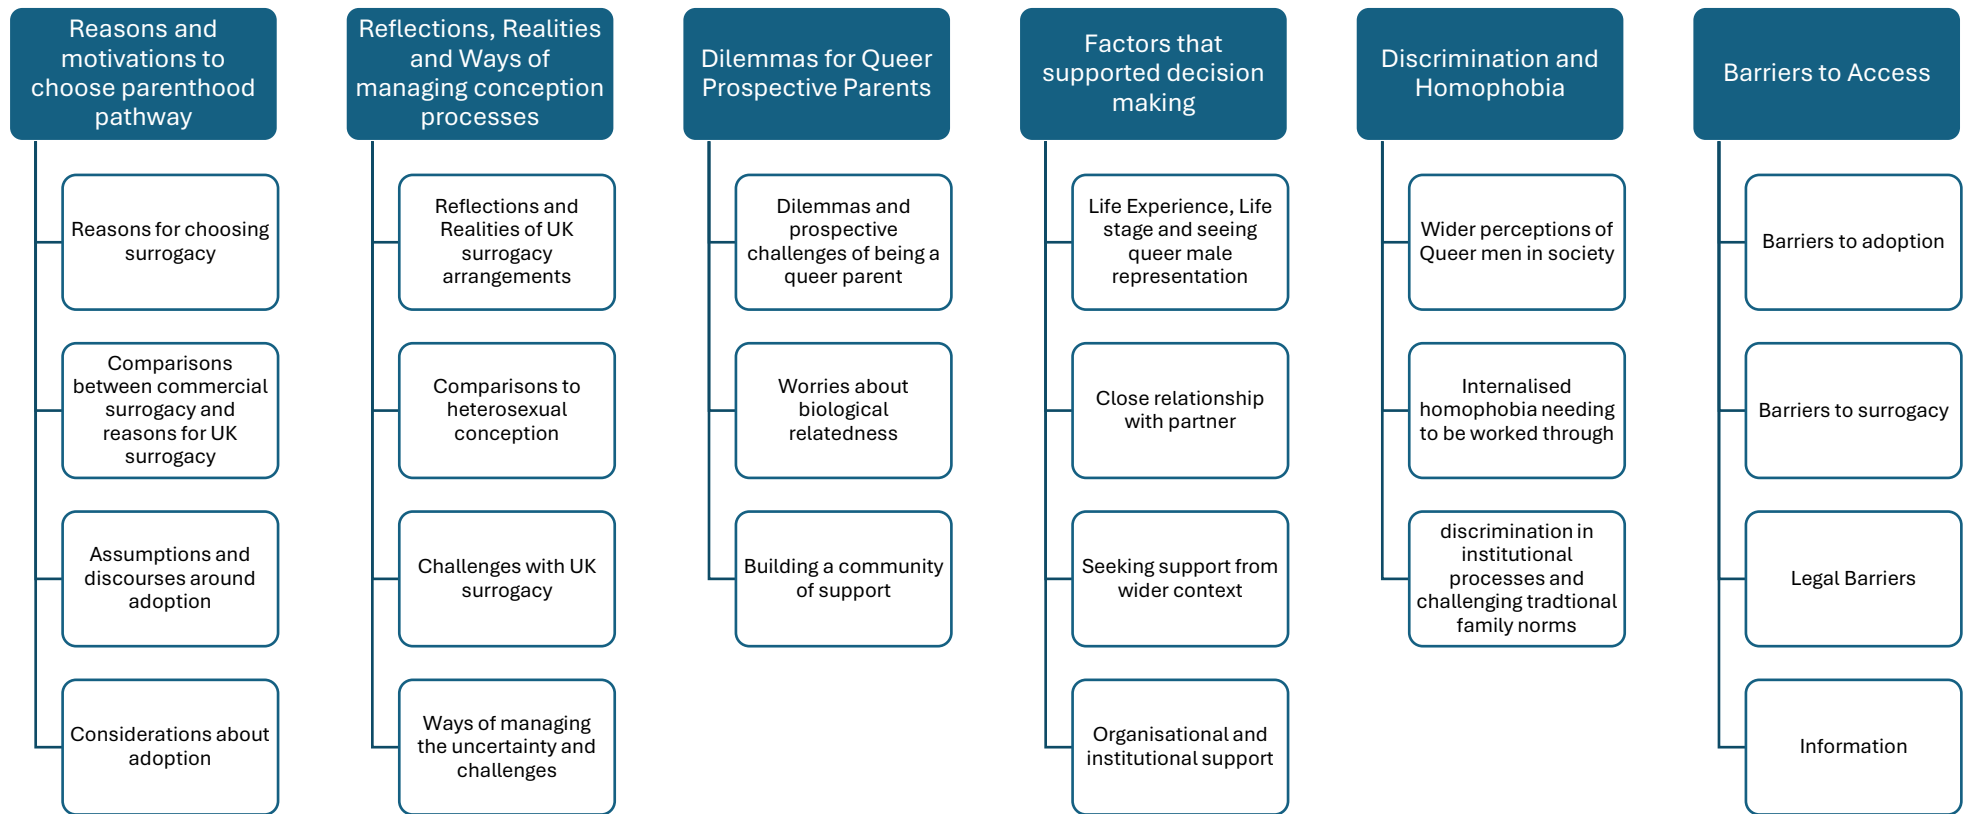 Reasons and
motivations to
choose parenthood
pathway
Reasons for choosing
surrogacy
Comparisons
between commercial
surrogacy and
reasons for UK
surrogacy
Assumptions and
discourses around
adoption
Considerations about
adoption
Reflections, Realities
and Ways of
managing conception
processes
Reflections and
Realities of UK
surrogacy
arrangements
Comparisons to
heterosexual
conception
Challenges with UK
surrogacy
Ways of managing
the uncertainty and
challenges
Dilemmas for Queer
Prospective Parents
Dilemmas and
prospective
challenges of being a
queer parent
Worries about
biological
relatedness
Building a community
of support
Factors that
supported decision
making
Life Experience, Life
stage and seeing
queer male
representation
Close relationship
with partner
Seeking support from
wider context
Organisational and
institutional support
Discrimination and
Homophobia
Wider perceptions of
Queer men in society
Internalised
homophobia needing
to be worked through
discrimination in
institutional
processes and
challenging tradtional
family norms
Barriers to Access
Barriers to adoption
Barriers to surrogacy
Legal Barriers
Information